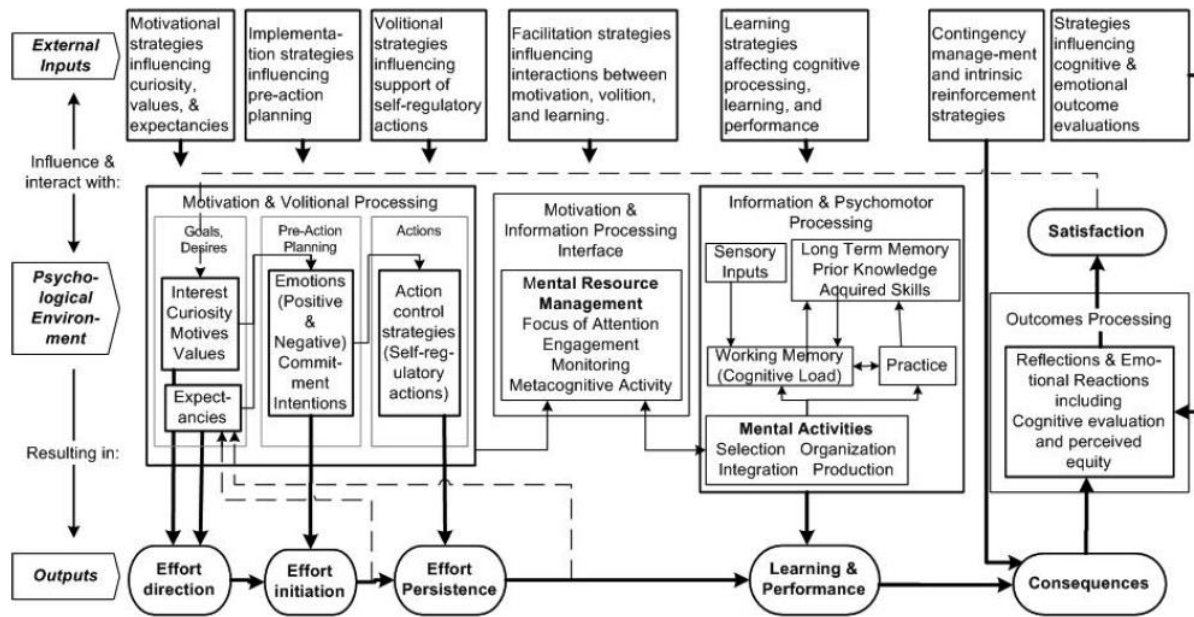 External
Inputs
Motivational
strategies
influencing
curiosity,
values, &
expectancies
Implementa-
tion strategies
influencing
pre-action
planning
Volitional
strategies
influencing
support of
self-regulatory
actions
Facilitation strategies
influencing
interactions between
motivation, volition,
and learning.
Learning
strategies
affecting cognitive
processing,
learning, and
performance
Contingency
manage-ment
and intrinsic
reinforcement
strategies
Strategies
influencing
cognitive &
emotional
outcome
evaluations
Influence &
interact with:
Psycho-
logical
Environ-
ment
Motivation & Volitional Processing
Goals,
Desires
Interest
Curiosity
Motives
Values
Expect-
ancies
Pre-Action
Planning
Emotions
(Positive
&
Negative)
Commit-
ment
Intentions
Actions
Action
control
strategies
(Self-reg-
ulatory
actions)
Motivation &
Information Processing
Interface
Mental Resource
Management
Focus of Attention
Engagement
Monitoring
Metacognitive Activity
Information & Psychomotor
Processing
Sensory
Inputs
Long Term Memory
Prior Knowledge
Acquired Skills
Working Memory
(Cognitive Load)
Practice
Mental Activities
Selection Organization
Integration Production
Satisfaction
Outcomes Processing
Reflections & Emo-
tional Reactions
including
Cognitive evaluation
and perceived
equity
Resulting in:
Outputs
Effort
direction
Effort
initiation
Effort
Persistence
Learning &
Performance
Consequences